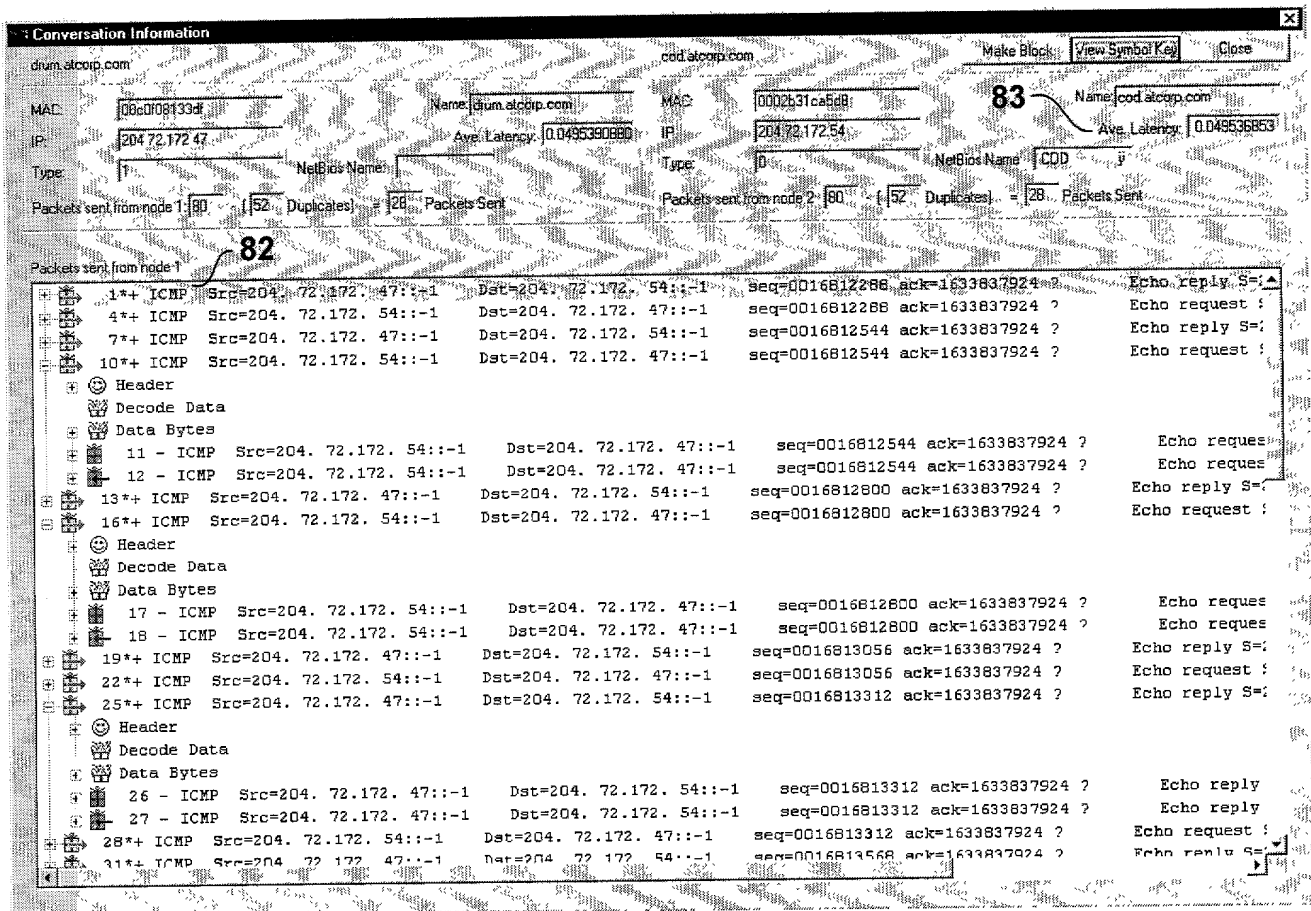 Conversation Information
drum.atcorp.com
cod.atcorp.com
Make Block
View Symbol Key
Close
MAC: 08c0f08133df
Name: drum.atcorp.com
MAC: 0002b31ca5d8
83
Name: cod.atcorp.com
IP: 204.72.172.47
Ave. Latency: 0.0495390880
IP: 204.72.172.54
Ave. Latency: 0.049536853
Type: 1
NetBios Name:
Type: 0
NetBios Name COD ÿ
Packets sent from node 1: 80 - ( 52 Duplicates) = 28 Packets Sent
Packets sent from node 2 80 - ( 52 Duplicates) = 28 Packets Sent
82
Packets sent from node 1
1*+ ICMP Src=204. 72.172. 47::-1 Dst=204. 72.172. 54::-1 seq=0016812288 ack=1633837924 ? Echo reply S=
4*+ ICMP Src=204. 72.172. 54::-1 Dst=204. 72.172. 47::-1 seq=0016812288 ack=1633837924 ? Echo request S
7*+ ICMP Src=204. 72.172. 47::-1 Dst=204. 72.172. 54::-1 seq=0016812544 ack=1633837924 ? Echo reply S=
10*+ ICMP Src=204. 72.172. 54::-1 Dst=204. 72.172. 47::-1 seq=0016812544 ack=1633837924 ? Echo request
Header
Decode Data
Data Bytes
11 - ICMP Src=204. 72.172. 54::-1 Dst=204. 72.172. 47::-1 seq=0016812544 ack=1633837924 ? Echo reques
12 - ICMP Src=204. 72.172. 54::-1 Dst=204. 72.172. 47::-1 seq=0016812544 ack=1633837924 ? Echo reques
13*+ ICMP Src=204. 72.172. 47::-1 Dst=204. 72.172. 54::-1 seq=0016812800 ack=1633837924 ? Echo reply S=
16*+ ICMP Src=204. 72.172. 54::-1 Dst=204. 72.172. 47::-1 seq=0016812800 ack=1633837924 ? Echo request
Header
Decode Data
Data Bytes
17 - ICMP Src=204. 72.172. 54::-1 Dst=204. 72.172. 47::-1 seq=0016812800 ack=1633837924 ? Echo reques
18 - ICMP Src=204. 72.172. 54::-1 Dst=204. 72.172. 47::-1 seq=0016812800 ack=1633837924 ? Echo reques
19*+ ICMP Src=204. 72.172. 47::-1 Dst=204. 72.172. 54::-1 seq=0016813056 ack=1633837924 ? Echo reply S=
22*+ ICMP Src=204. 72.172. 54::-1 Dst=204. 72.172. 47::-1 seq=0016813056 ack=1633837924 ? Echo request S
25*+ ICMP Src=204. 72.172. 47::-1 Dst=204. 72.172. 54::-1 seq=0016813312 ack=1633837924 ? Echo reply S=
Header
Decode Data
Data Bytes
26 - ICMP Src=204. 72.172. 47::-1 Dst=204. 72.172. 54::-1 seq=0016813312 ack=1633837924 ? Echo reply
27 - ICMP Src=204. 72.172. 47::-1 Dst=204. 72.172. 54::-1 seq=0016813312 ack=1633837924 ? Echo reply
28*+ ICMP Src=204. 72.172. 54::-1 Dst=204. 72.172. 47::-1 seq=0016813312 ack=1633837924 ? Echo request
31*+ ICMP Src=204. 72.172. 47::-1 Dst=204. 72.172. 54::-1 seq=0016813568 ack=1633837924 ? Echo reply S=